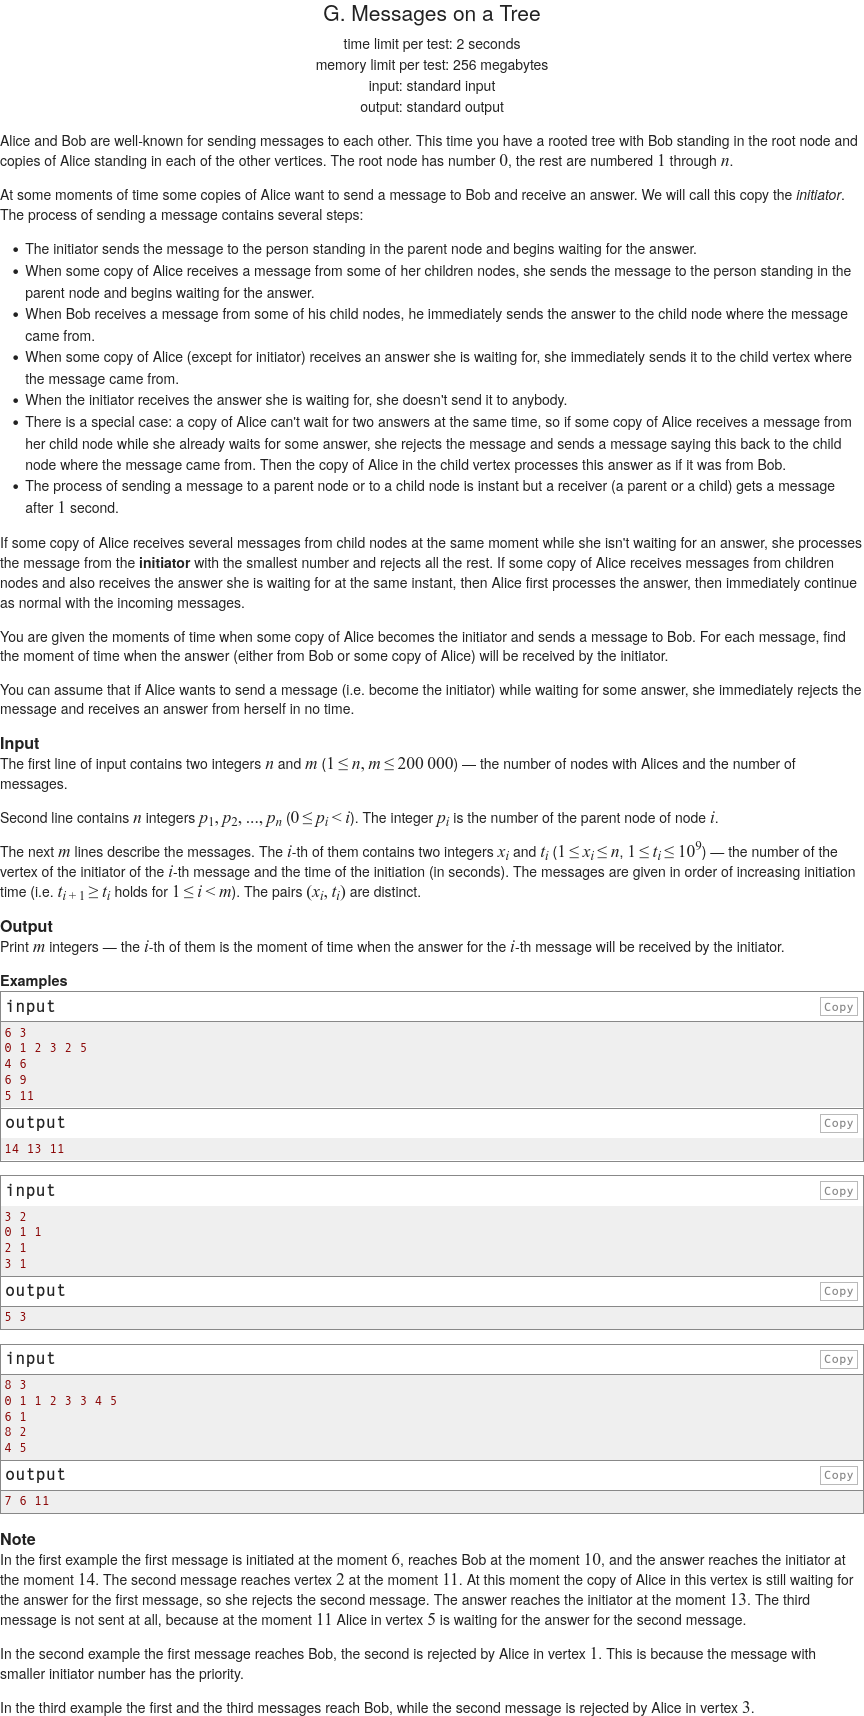 G. Messages on a Tree
time limit per test: 2 seconds
memory limit per test: 256 megabytes
input: standard input
output: standard output
Alice and Bob are well-known for sending messages to each other. This time you have a rooted tree with Bob standing in the root node and
copies of Alice standing in each of the other vertices. The root node has number 0, the rest are numbered 1 through n.
At some moments of time some copies of Alice want to send a message to Bob and receive an answer. We will call this copy the initiator.
The process of sending a message contains several steps:
• The initiator sends the message to the person standing in the parent node and begins waiting for the answer.
• When some copy of Alice receives a message from some of her children nodes, she sends the message to the person standing in the
parent node and begins waiting for the answer.
• When Bob receives a message from some of his child nodes, he immediately sends the answer to the child node where the message
came from.
• When some copy of Alice (except for initiator) receives an answer she is waiting for, she immediately sends it to the child vertex where
the message came from.
• When the initiator receives the answer she is waiting for, she doesn't send it to anybody.
• There is a special case: a copy of Alice can't wait for two answers at the same time, so if some copy of Alice receives a message from
her child node while she already waits for some answer, she rejects the message and sends a message saying this back to the child
node where the message came from. Then the copy of Alice in the child vertex processes this answer as if it was from Bob.
• The process of sending a message to a parent node or to a child node is instant but a receiver (a parent or a child) gets a message
after 1 second.
If some copy of Alice receives several messages from child nodes at the same moment while she isn't waiting for an answer, she processes
the message from the initiator with the smallest number and rejects all the rest. If some copy of Alice receives messages from children
nodes and also receives the answer she is waiting for at the same instant, then Alice first processes the answer, then immediately continue
as normal with the incoming messages.
You are given the moments of time when some copy of Alice becomes the initiator and sends a message to Bob. For each message, find
the moment of time when the answer (either from Bob or some copy of Alice) will be received by the initiator.
You can assume that if Alice wants to send a message (i.e. become the initiator) while waiting for some answer, she immediately rejects the
message and receives an answer from herself in no time.
Input
The first line of input contains two integers n and m (1 ≤ n, m ≤ 200 000) — the number of nodes with Alices and the number of
messages.
Second line contains n integers p1, p2, ..., pn (0 ≤ pi < i). The integer pi is the number of the parent node of node i.
The next m lines describe the messages. The i-th of them contains two integers xi and ti (1 ≤ xi ≤ n, 1 ≤ ti ≤ 10^9) — the number of the
vertex of the initiator of the i-th message and the time of the initiation (in seconds). The messages are given in order of increasing initiation
time (i.e. ti + 1 ≥ ti holds for 1 ≤ i < m). The pairs (xi, ti) are distinct.
Output
Print m integers — the i-th of them is the moment of time when the answer for the i-th message will be received by the initiator.
Examples
input
Copy
6 3
0 1 2 3 2 5
4 6
6 9
5 11
output
Copy
14 13 11
input
Copy
3 2
0 1 1
2 1
3 1
output
Copy
5 3
input
Copy
8 3
0 1 1 2 3 3 4 5
6 1
8 2
4 5
output
Copy
7 6 11
Note
In the first example the first message is initiated at the moment 6, reaches Bob at the moment 10, and the answer reaches the initiator at
the moment 14. The second message reaches vertex 2 at the moment 11. At this moment the copy of Alice in this vertex is still waiting for
the answer for the first message, so she rejects the second message. The answer reaches the initiator at the moment 13. The third
message is not sent at all, because at the moment 11 Alice in vertex 5 is waiting for the answer for the second message.
In the second example the first message reaches Bob, the second is rejected by Alice in vertex 1. This is because the message with
smaller initiator number has the priority.
In the third example the first and the third messages reach Bob, while the second message is rejected by Alice in vertex 3.